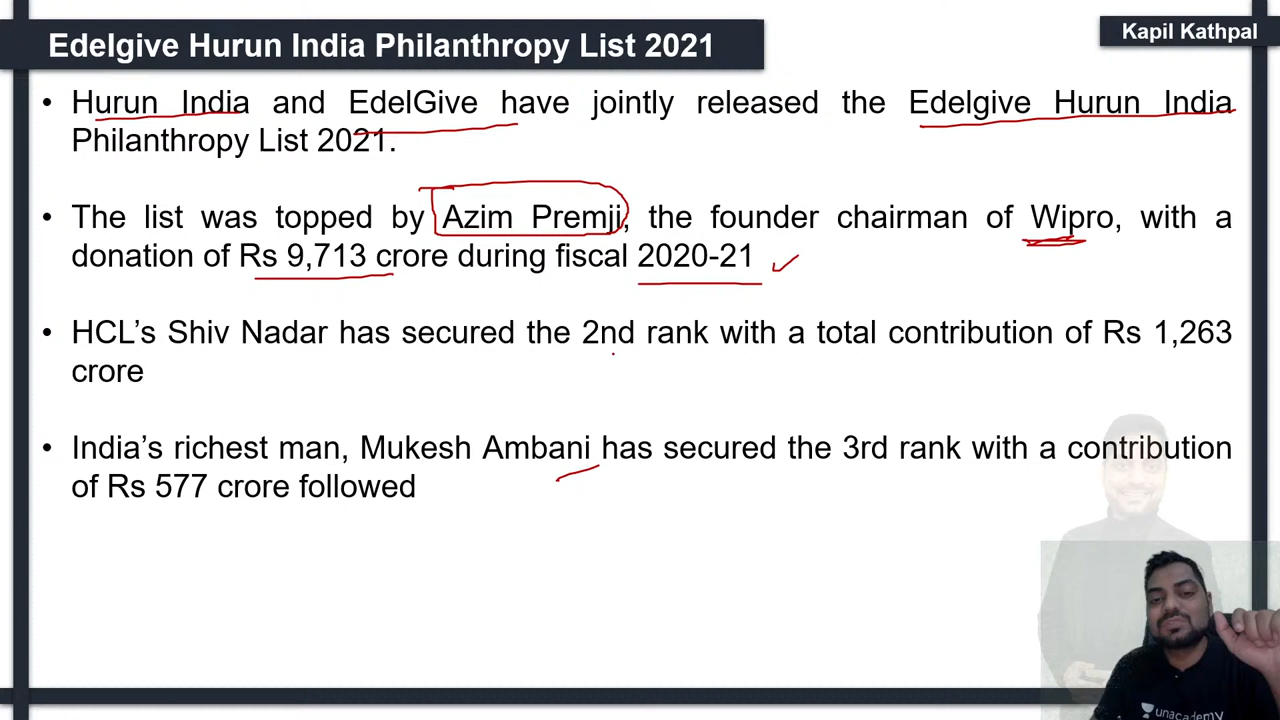 Edelgive Hurun India Philanthropy List 2021
Kapil Kathpal
• Hurun India and EdelGive have jointly released the Edelgive Hurun India
Philanthropy List 2021.
• The list was topped by Azim Premji, the founder chairman of Wipro, with a
donation of Rs 9,713 crore during fiscal 2020-21
• HCL’s Shiv Nadar has secured the 2nd rank with a total contribution of Rs 1,263
crore
• India’s richest man, Mukesh Ambani has secured the 3rd rank with a contribution
of Rs 577 crore followed
unacademy